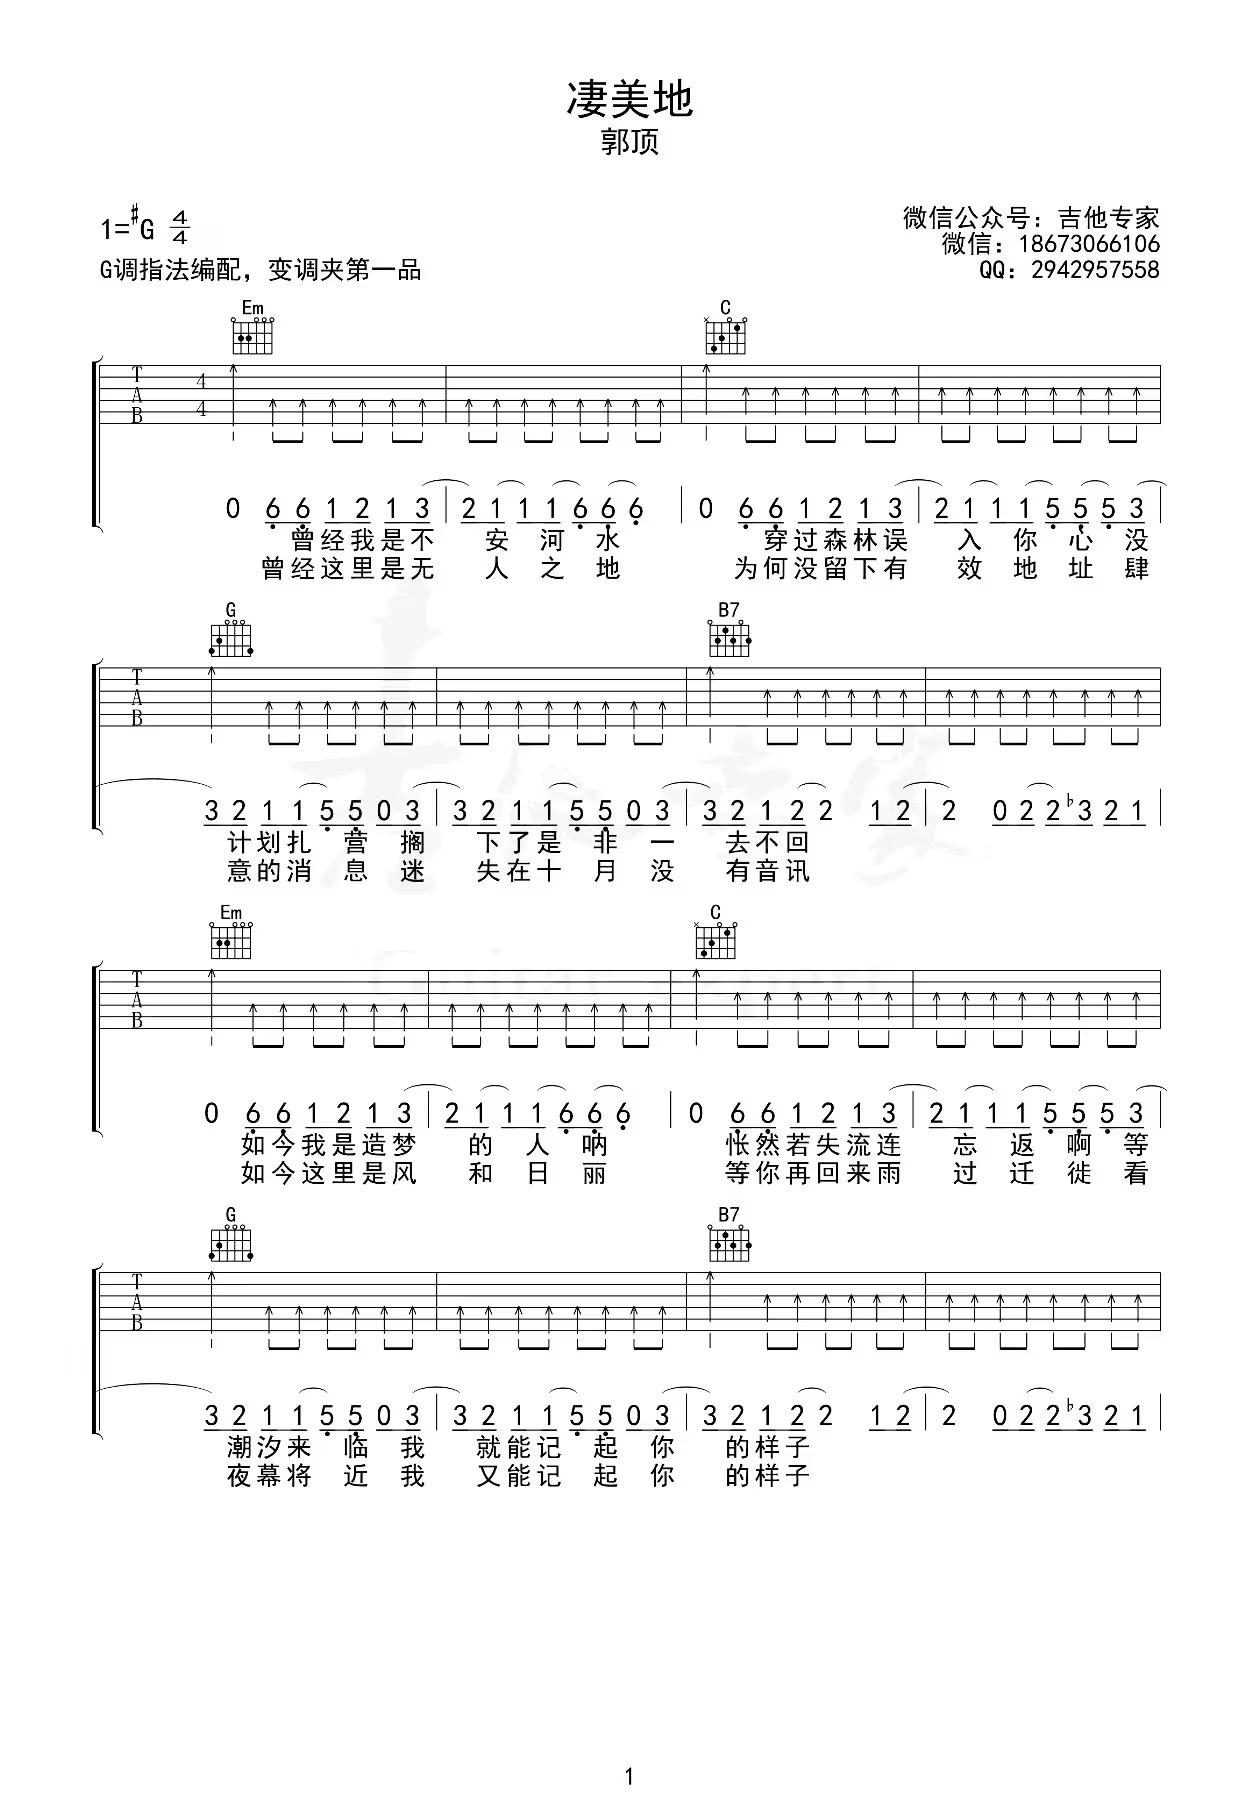 凄美地
郭顶
1=#G 4/4
微信公众号：吉他专家
微信：18673066106
G调指法编配，变调夹第一品
QQ：2942957558
Em C
T A B 4 4
0 6 6 1 2 1 3 | 2 1 1 1 6 6 6 | 0 6 6 1 2 1 3 | 2 1 1 1 5 5 5 3
曾经我是不 安 河 水 穿过森林误 入 你 心 没
曾经这里是无 人 之 地 为何没留下有 效 地 址 肆
G B7
T A B
3 2 1 1 5 5 0 3 | 3 2 1 1 5 5 0 3 | 3 2 1 2 2 1 2 | 2 0 2 2 ♭3 2 1 |
计划扎 营 搁 下了是 非 一 去不回
意的消 息 迷 失在十 月 没 有音讯
Em C
T A B
0 6 6 1 2 1 3 | 2 1 1 1 6 6 6 | 0 6 6 1 2 1 3 | 2 1 1 1 5 5 5 3
如今我是造梦 的 人 呐 怅然若失流连 忘 返 啊 等
如今这里是风 和 日 丽 等你再回来雨 过 迁 徙 看
G B7
T A B
3 2 1 1 5 5 0 3 | 3 2 1 1 5 5 0 3 | 3 2 1 2 2 1 2 | 2 0 2 2 ♭3 2 1 |
潮汐来 临 我 就能记 起 你 的样子
夜幕将 近 我 又能记 起 你 的样子
吉他专家
Guitar expert
1